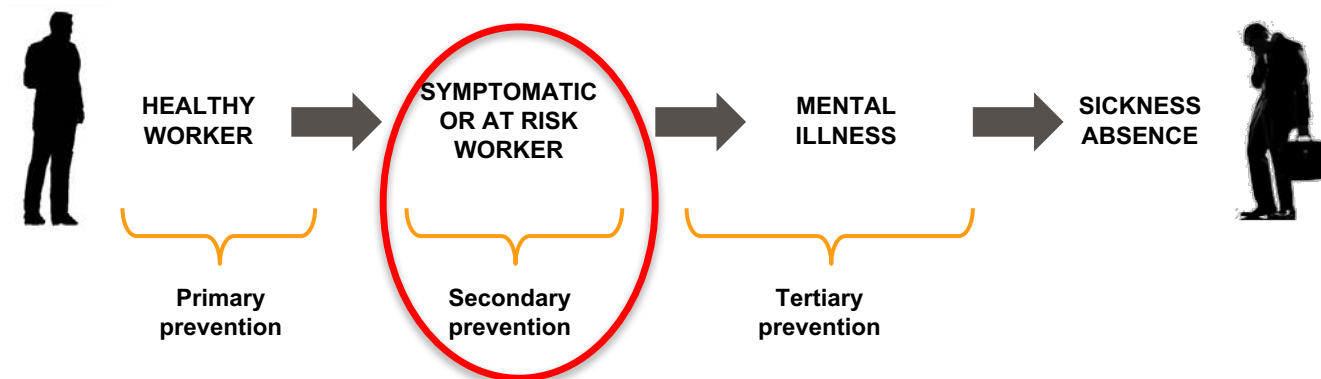 HEALTHY
WORKER
SYMPTOMATIC
OR AT RISK
WORKER
MENTAL
ILLNESS
SICKNESS
ABSENCE
Primary
prevention
Secondary
prevention
Tertiary
prevention